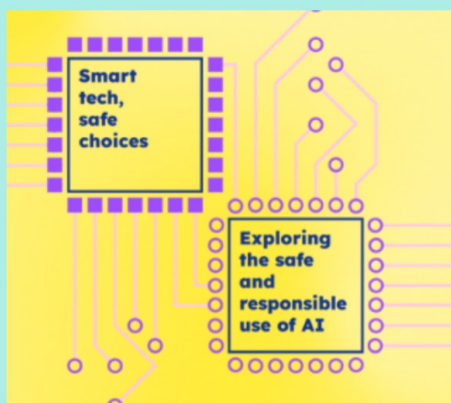 Smart
tech,
safe
choices
Exploring
the safe
and
responsible
use of AI